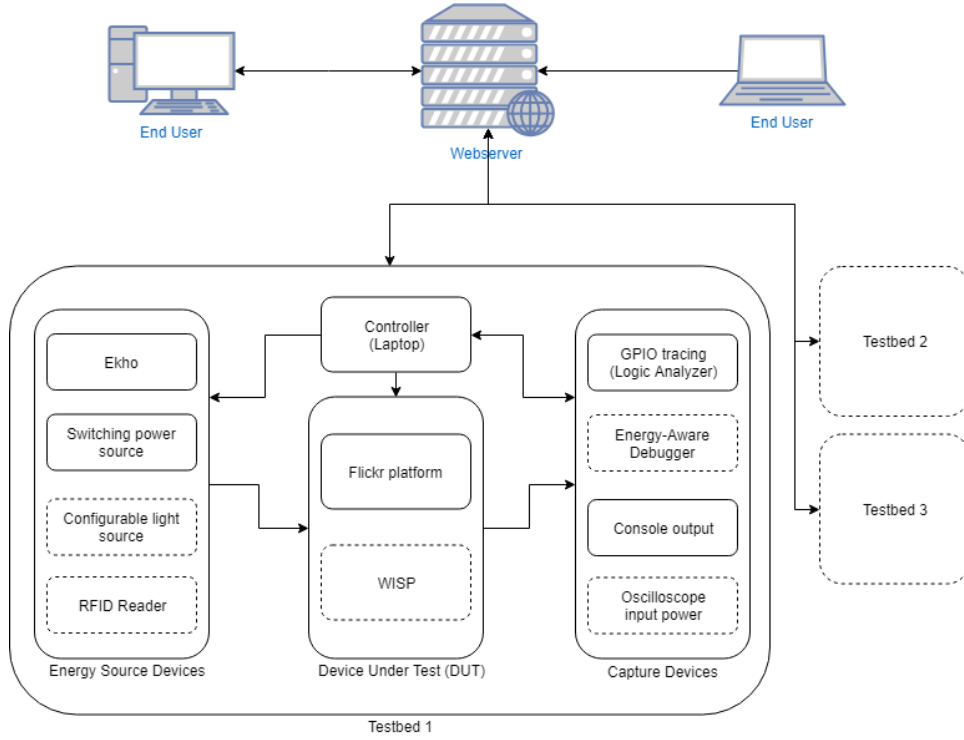 End User
Webserver
End User
Controller
(Laptop)
Ekho
Switching power
source
Configurable light
source
RFID Reader
Energy Source Devices
Flickr platform
WISP
Device Under Test (DUT)
GPIO tracing
(Logic Analyzer)
Energy-Aware
Debugger
Console output
Oscilloscope
input power
Capture Devices
Testbed 1
Testbed 2
Testbed 3